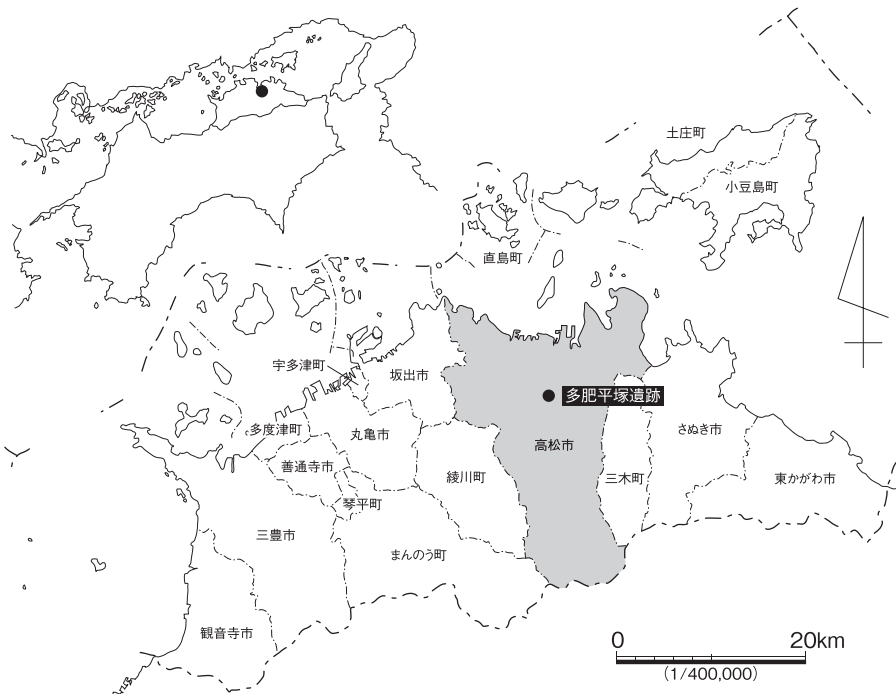 土庄町
小豆島町
直島町
宇多津町
坂出市
多肥平塚遺跡
多度津町
丸亀市
高松市
さぬき市
善通寺市
綾川町
三木町
東かがわ市
琴平町
三豊市
まんのう町
観音寺市
0 20km
(1/400,000)